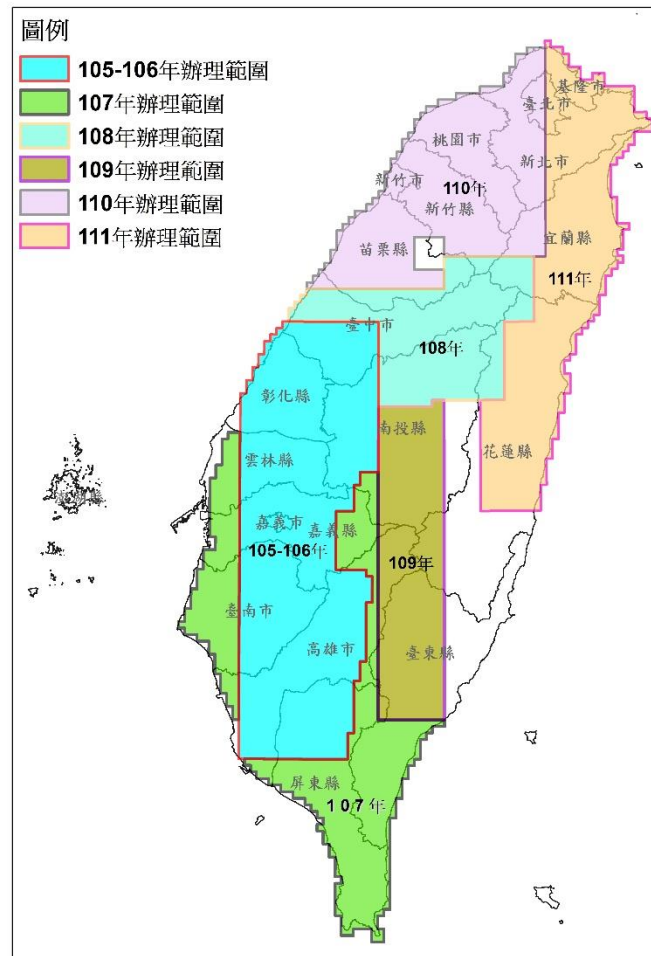 圖例
105-106年辦理範圍
107年辦理範圍
108年辦理範圍
109年辦理範圍
110年辦理範圍
111年辦理範圍
基隆市
臺北市
桃園市
新北市
新竹市
110年
新竹縣
苗栗縣
宜蘭縣
111年
臺中市
108年
彰化縣
南投縣
花蓮縣
雲林縣
嘉義市
嘉義縣
105-106年
109年
臺南市
高雄市
臺東縣
屏東縣
107年